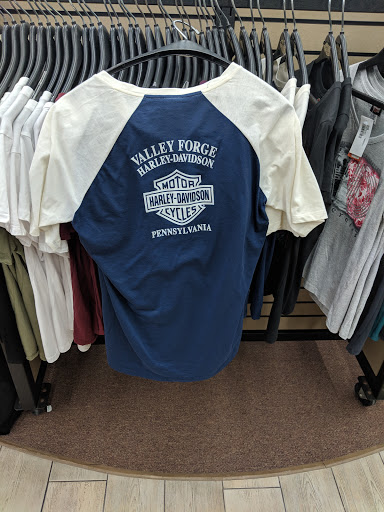 VALLEY FORGE
HARLEY-DAVIDSON
MOTOR
HARLEY-DAVIDSON
CYCLES
PENNSYLVANIA